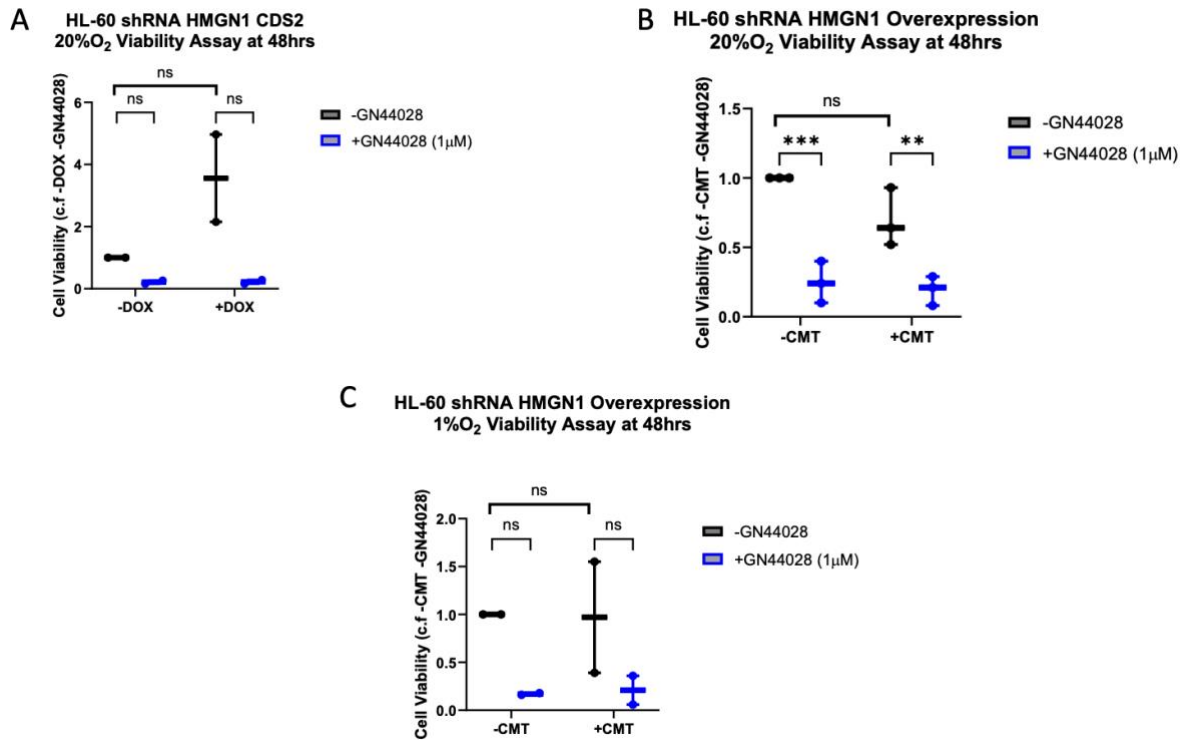 A
HL-60 shRNA HMGN1 CDS2
20%O₂ Viability Assay at 48hrs
ns
ns
ns
6
4
2
0
Cell Viability (c.f -DOX -GN44028)
-DOX
+DOX
-GN44028
+GN44028 (1μM)
B
HL-60 shRNA HMGN1 Overexpression
20%O₂ Viability Assay at 48hrs
ns
***
**
1.5
1.0
0.5
0.0
Cell Viability (c.f -CMT -GN44028)
-CMT
+CMT
-GN44028
+GN44028 (1μM)
C
HL-60 shRNA HMGN1 Overexpression
1%O₂ Viability Assay at 48hrs
ns
ns
ns
2.0
1.5
1.0
0.5
0.0
Cell Viability (c.f -CMT -GN44028)
-CMT
+CMT
-GN44028
+GN44028 (1μM)